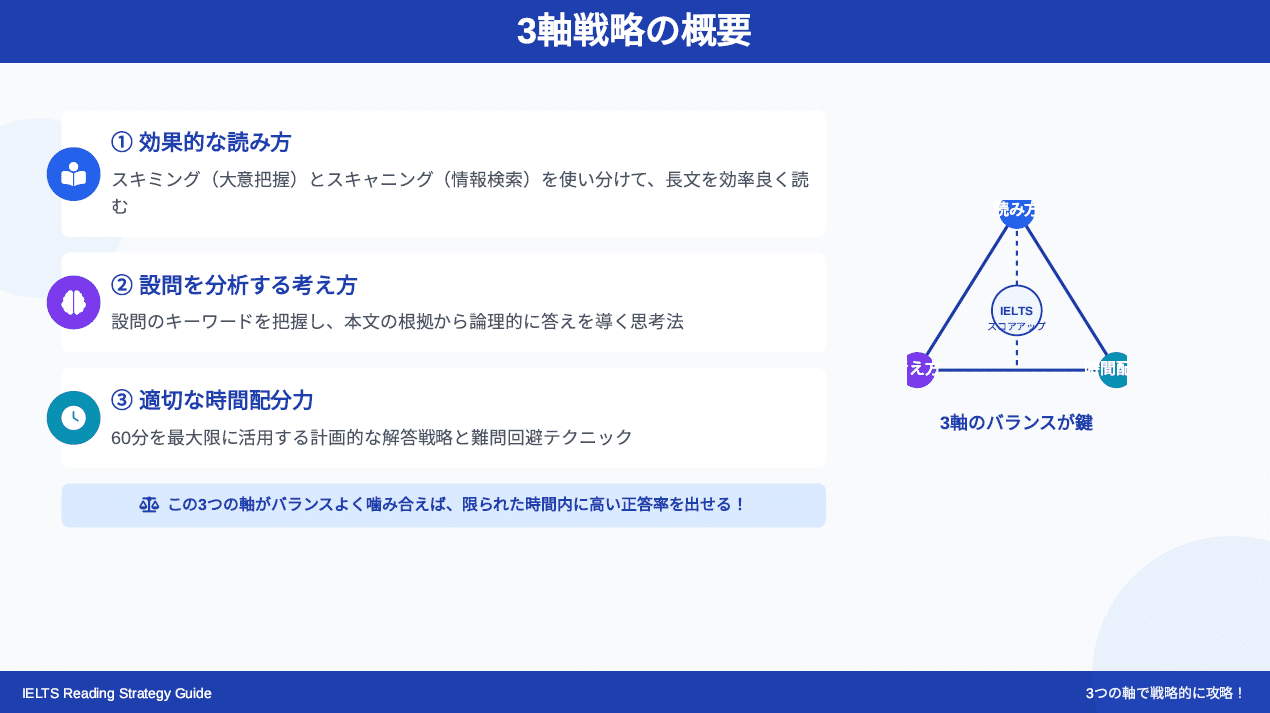 3軸戦略の概要
① 効果的な読み方
スキミング（大意把握）とスキャニング（情報検索）を使い分けて、長文を効率良く読
む
② 設問を分析する考え方
設問のキーワードを把握し、本文の根拠から論理的に答えを導く思考法
③ 適切な時間配分力
60分を最大限に活用する計画的な解答戦略と難問回避テクニック
この3つの軸がバランスよく噛み合えば、限られた時間内に高い正答率を出せる！
読み方
IELTS
スコアアップ
え方
時間配
3軸のバランスが鍵
IELTS Reading Strategy Guide
3つの軸で戦略的に攻略！